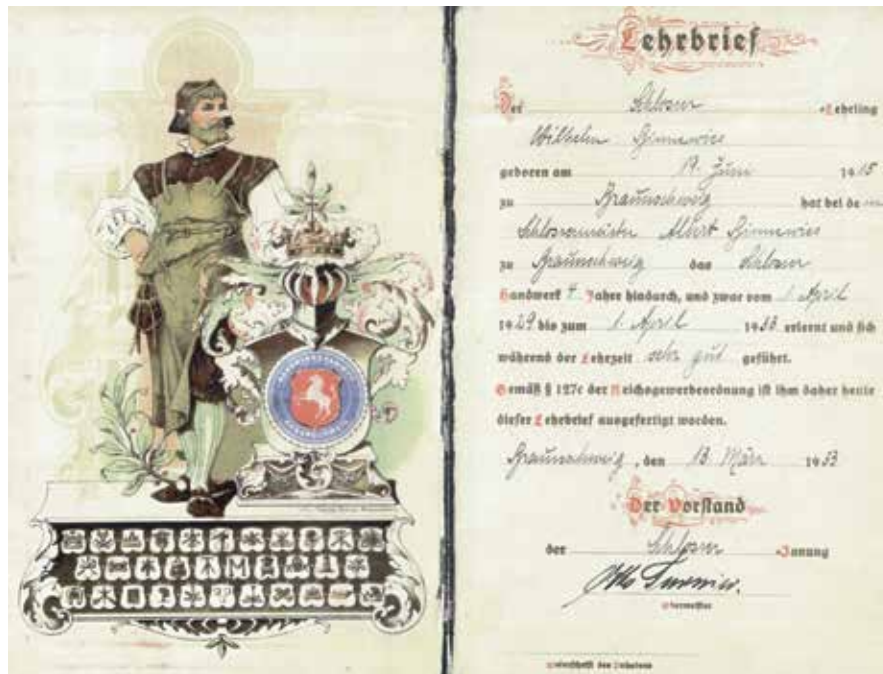 Lehrbrief
Der Schlosser -Lehrling
Wilhelm Binnewies
geboren am 19. Juni 1915
zu Braunschweig hat bei dem
Schlossermeister Albert Binnewies
zu Braunschweig das Schlosser
Handwerk 4 Jahre hindurch, und zwar vom 1. April
1929 bis zum 1. April 1933 erlernt und sich
während der Lehrzeit sehr gut geführt.
Gemäß § 127c der Reichsgewerbeordnung ist ihm daher heute
dieser Lehrbrief ausgefertigt worden.
Braunschweig, den 13. März 1933
Der Vorstand
der Schlosser -Innung
Obermeister